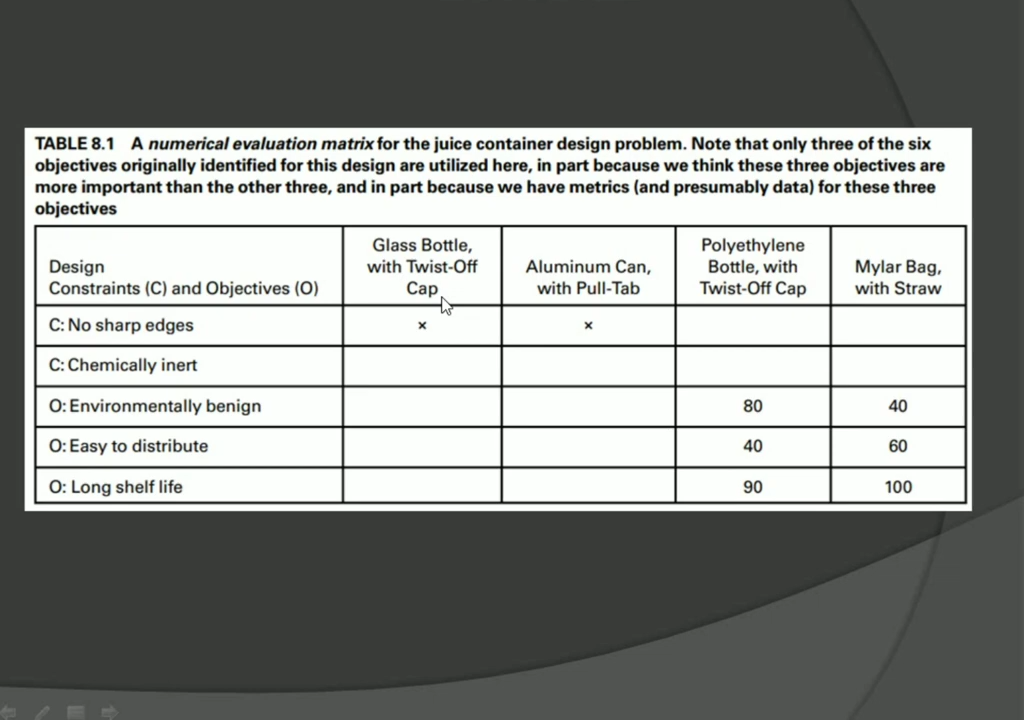 TABLE 8.1 A numerical evaluation matrix for the juice container design problem. Note that only three of the six
objectives originally identified for this design are utilized here, in part because we think these three objectives are
more important than the other three, and in part because we have metrics (and presumably data) for these three
objectives
Design
Constraints (C) and Objectives (O)
Glass Bottle,
with Twist-Off
Cap
Aluminum Can,
with Pull-Tab
Polyethylene
Bottle, with
Twist-Off Cap
Mylar Bag,
with Straw
C: No sharp edges × ×
C: Chemically inert
O: Environmentally benign 80 40
O: Easy to distribute 40 60
O: Long shelf life 90 100